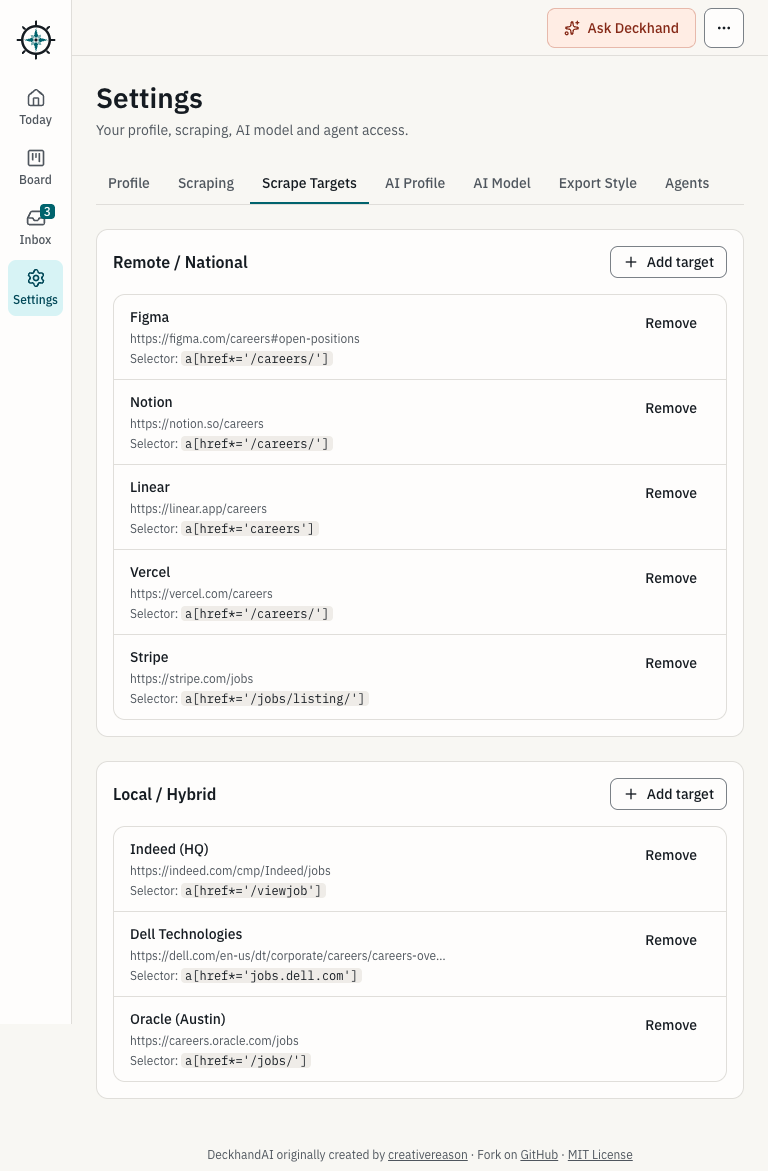 Ask Deckhand
Today
Board
3
Inbox
Settings
Settings
Your profile, scraping, AI model and agent access.
Profile
Scraping
Scrape Targets
AI Profile
AI Model
Export Style
Agents
Remote / National
Add target
Figma
Remove
https://figma.com/careers#open-positions
Selector: a[href*='/careers/']
Notion
Remove
https://notion.so/careers
Selector: a[href*='/careers/']
Linear
Remove
https://linear.app/careers
Selector: a[href*='careers']
Vercel
Remove
https://vercel.com/careers
Selector: a[href*='/careers/']
Stripe
Remove
https://stripe.com/jobs
Selector: a[href*='/jobs/listing/']
Local / Hybrid
Add target
Indeed (HQ)
Remove
https://indeed.com/cmp/Indeed/jobs
Selector: a[href*='/viewjob']
Dell Technologies
Remove
https://dell.com/en-us/dt/corporate/careers/careers-ove...
Selector: a[href*='jobs.dell.com']
Oracle (Austin)
Remove
https://careers.oracle.com/jobs
Selector: a[href*='/jobs/']
DeckhandAI originally created by creativereason · Fork on GitHub · MIT License